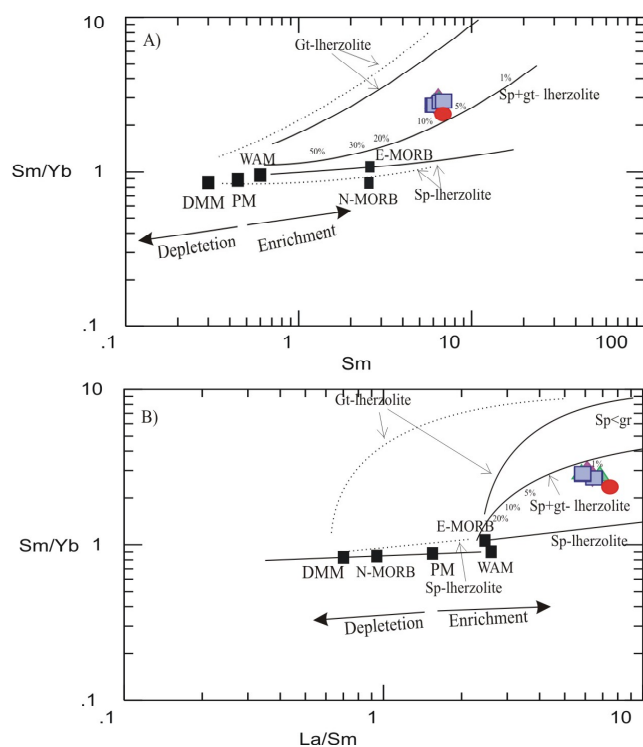 A)
10
Gt-lherzolite
1%
Sp+gt- lherzolite
5%
10%
20%
30%
50%
Sm/Yb
WAM
E-MORB
1
DMM
PM
N-MORB
Sp-lherzolite
Depletetion
Enrichment
.1
.1
1
10
100
Sm
B)
10
Gt-lherzolite
Sp<gr
1%
5%
Sp+gt- lherzolite
10%
20%
Sm/Yb
E-MORB
Sp-lherzolite
1
DMM
N-MORB
PM
WAM
Sp-lherzolite
Depletetion
Enrichment
.1
0.1
1
10
La/Sm